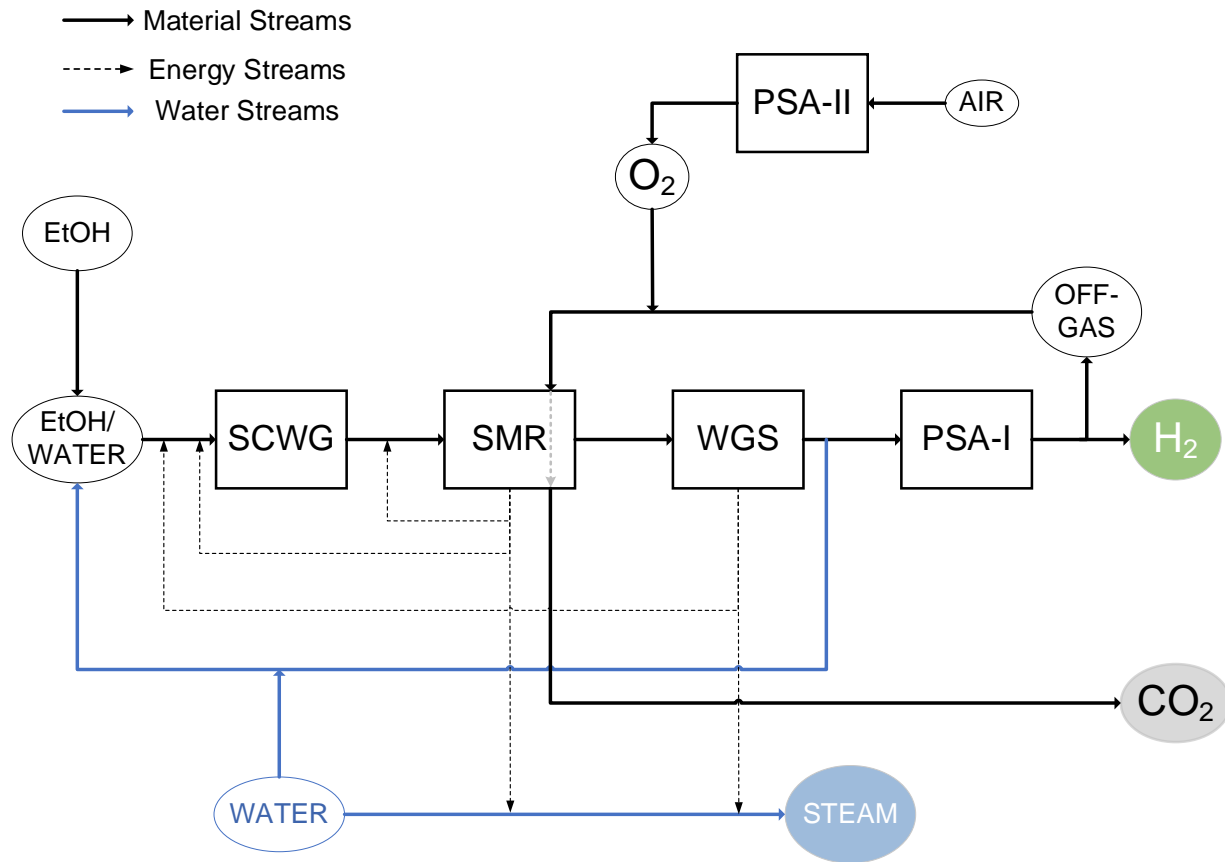 Material Streams
Energy Streams
Water Streams
PSA-II
AIR
O₂
EtOH
OFF-
GAS
EtOH/
WATER
SCWG
SMR
WGS
PSA-I
H₂
CO₂
WATER
STEAM